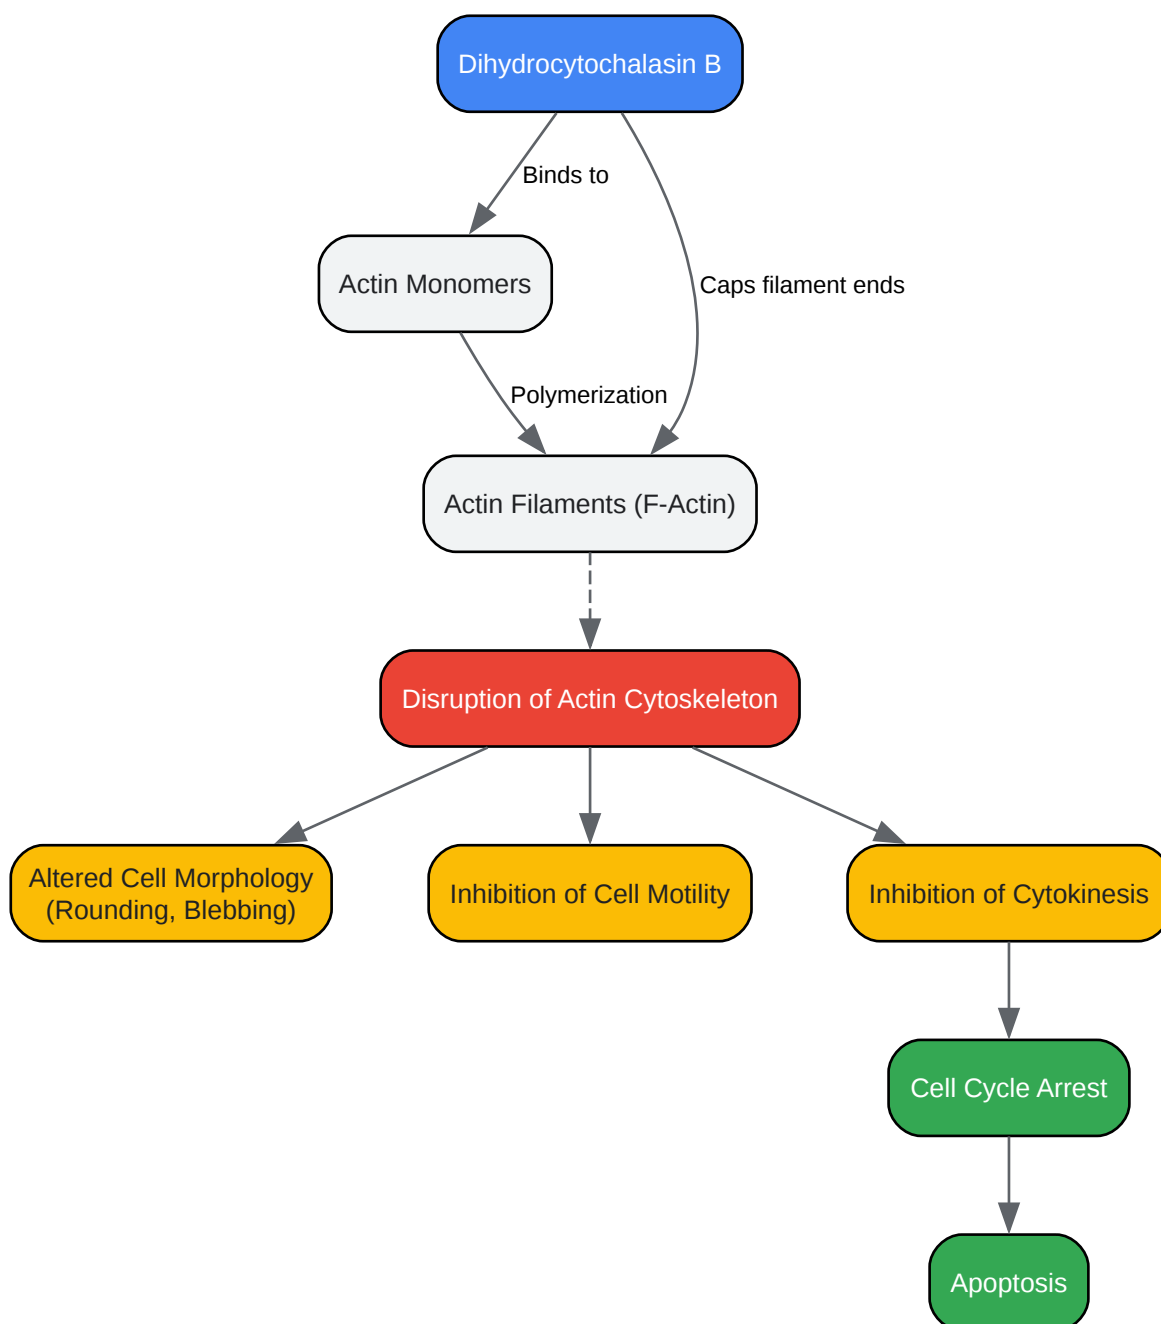 Dihydrocytochalasin B
Binds to
Actin Monomers
Caps filament ends
Polymerization
Actin Filaments (F-Actin)
Disruption of Actin Cytoskeleton
Altered Cell Morphology
(Rounding, Blebbing)
Inhibition of Cell Motility
Inhibition of Cytokinesis
Cell Cycle Arrest
Apoptosis